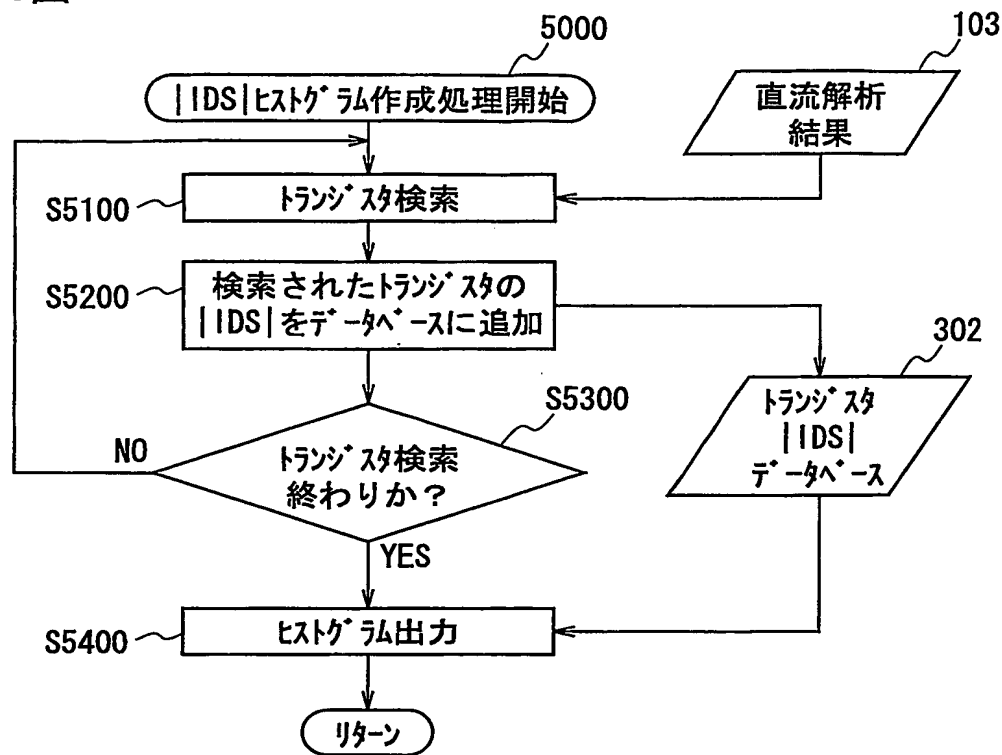 図
5000
103
|IDS|ﾋｽﾄｸﾞﾗﾑ作成処理開始
直流解析
結果
S5100
ﾄﾗﾝｼﾞｽﾀ検索
S5200
検索されたﾄﾗﾝｼﾞｽﾀの
|IDS|をﾃﾞｰﾀﾍﾞｰｽに追加
302
S5300
ﾄﾗﾝｼﾞｽﾀ
|IDS|
ﾃﾞｰﾀﾍﾞｰｽ
NO
ﾄﾗﾝｼﾞｽﾀ検索
終わりか？
YES
S5400
ﾋｽﾄｸﾞﾗﾑ出力
ﾘﾀｰﾝ